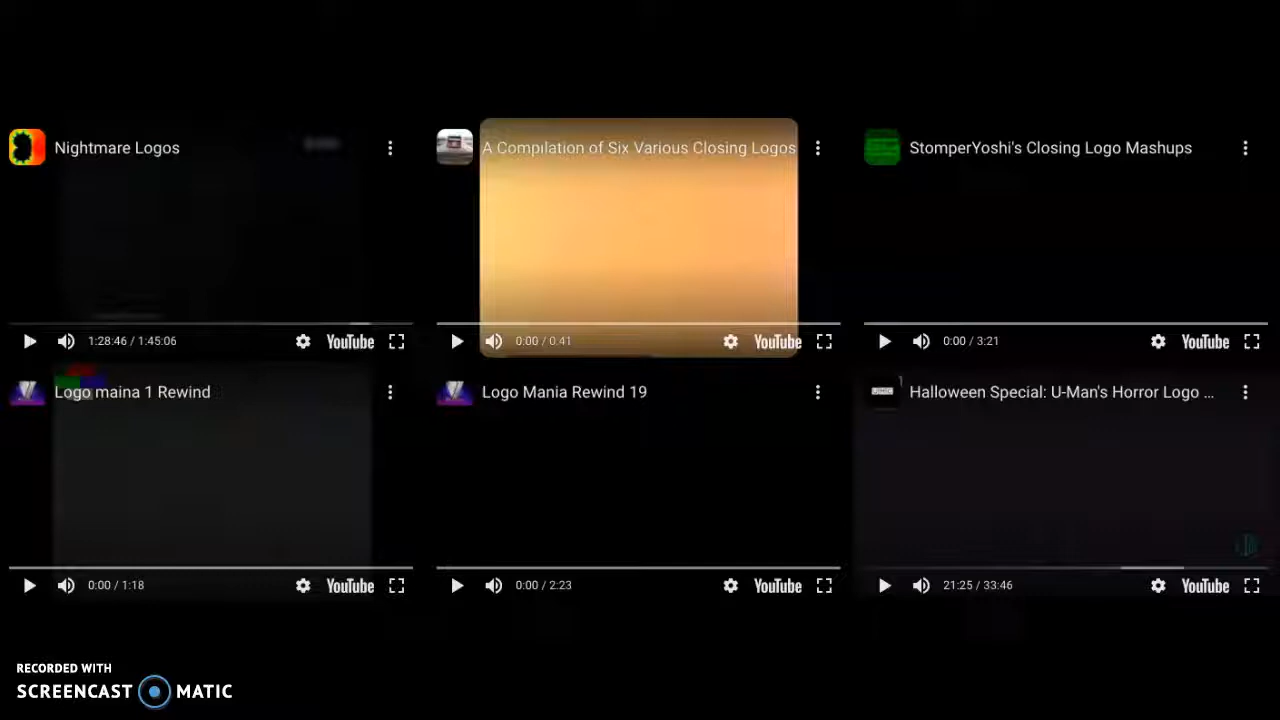 Nightmare Logos
A Compilation of Six Various Closing Logos
StomperYoshi's Closing Logo Mashups
1:28:46 / 1:45:06
YouTube
0:00 / 0:41
YouTube
0:00 / 3:21
YouTube
Logo maina 1 Rewind
Logo Mania Rewind 19
Halloween Special: U-Man's Horror Logo ...
0:00 / 1:18
YouTube
0:00 / 2:23
YouTube
21:25 / 33:46
YouTube
RECORDED WITH
SCREENCAST MATIC